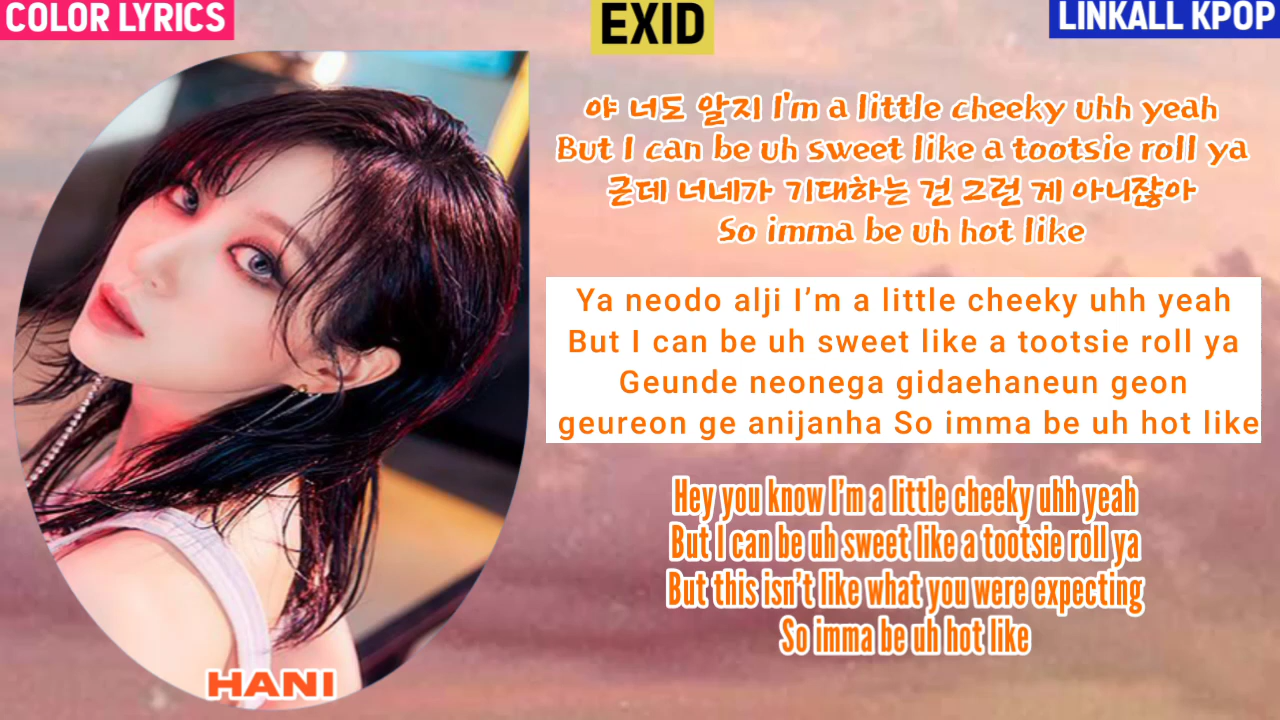 COLOR LYRICS
EXID
LINKALL KPOP
야 너도 알지 I'm a little cheeky uhh yeah
But I can be uh sweet like a tootsie roll ya
근데 너네가 기대하는 건 그런 게 아니잖아
So imma be uh hot like
Ya neodo alji I’m a little cheeky uhh yeah
But I can be uh sweet like a tootsie roll ya
Geunde neonega gidaehaneun geon
geureon ge anijanha So imma be uh hot like
Hey you know I’m a little cheeky uhh yeah
But I can be uh sweet like a tootsie roll ya
But this isn’t like what you were expecting
So imma be uh hot like
HANI